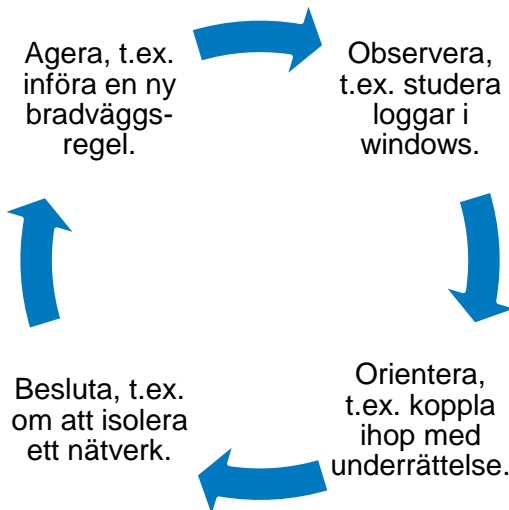 Agera, t.ex.
införa en ny
bradväggs-
regel.
Observera,
t.ex. studera
loggar i
windows.
Orientera,
t.ex. koppla
ihop med
underrättelse.
Besluta, t.ex.
om att isolera
ett nätverk.